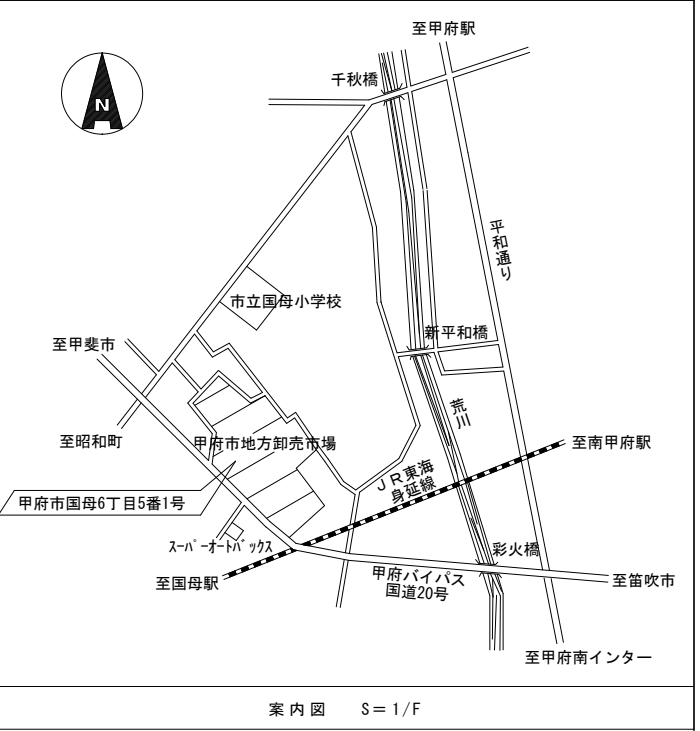 至甲府駅
千秋橋
N
平和通り
市立国母小学校
新平和橋
至甲斐市
荒川
至昭和町
甲府市地方卸売市場
至南甲府駅
JR東海
身延線
甲府市国母6丁目5番1号
スーパーオートバックス
彩火橋
至国母駅
甲府バイパス
国道20号
至笛吹市
至甲府南インター
案内図 S=1/F